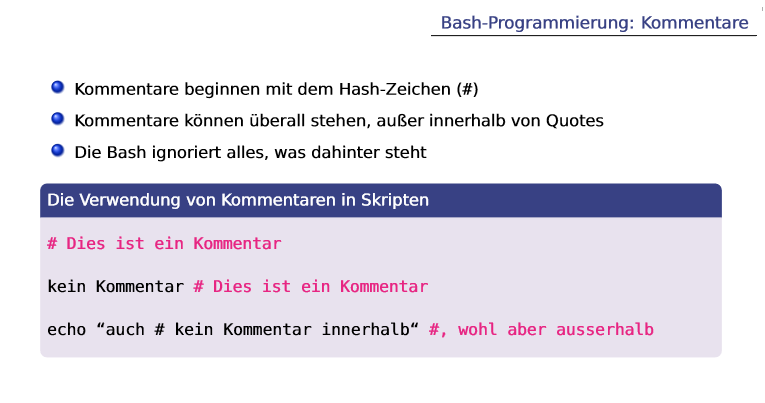 Bash-Programmierung: Kommentare
Kommentare beginnen mit dem Hash-Zeichen (#)
Kommentare können überall stehen, außer innerhalb von Quotes
Die Bash ignoriert alles, was dahinter steht
Die Verwendung von Kommentaren in Skripten
# Dies ist ein Kommentar
kein Kommentar # Dies ist ein Kommentar
echo “auch # kein Kommentar innerhalb“ #, wohl aber ausserhalb